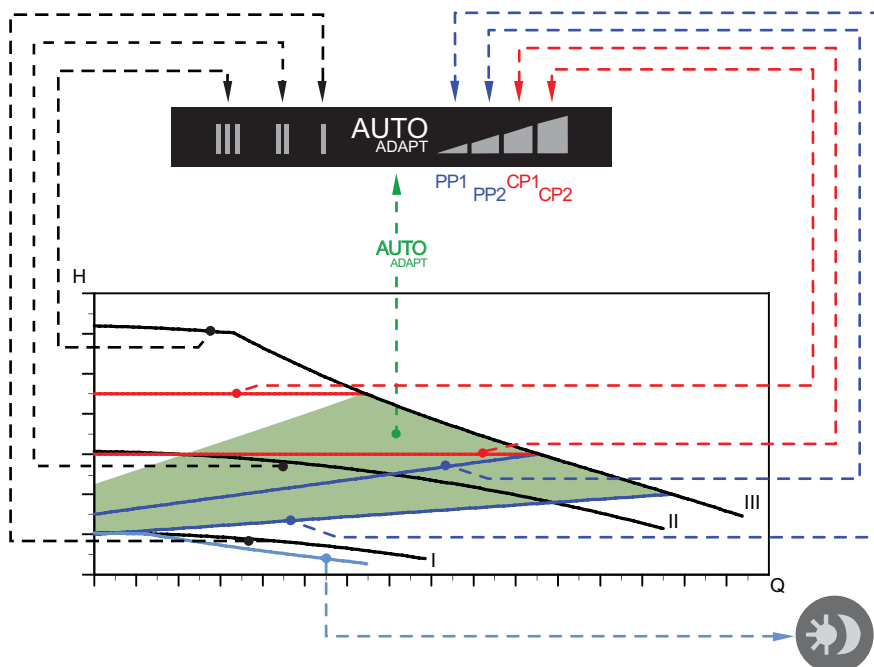 III II I AUTO
ADAPT
PP1 PP2 CP1 CP2
AUTO
ADAPT
H
III
II
I
Q